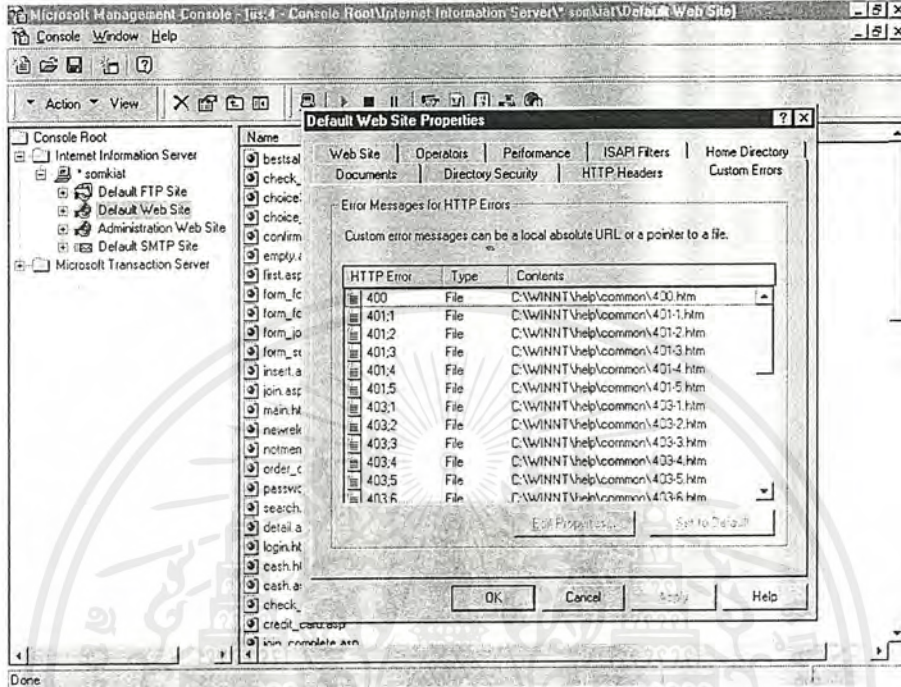 Microsoft Management Console - [iis.4 - Console Root\Internet Information Server\* somkiat\Default Web Site]
Console Window Help
Action View
Console Root
Internet Information Server
* somkiat
Default FTP Site
Default Web Site
Administration Web Site
Default SMTP Site
Microsoft Transaction Server
Name
bestsal
check_
choice
choice_
confirm
empty.a
first.asp
form_fo
form_fo
form_jo
form_se
insert.a
join.asp
main.ht
newrele
notmen
order_c
passwo
search.
detail.a
login.ht
cash.ht
cash.a
check_
credit_card.asp
join_complete.asp
Default Web Site Properties
Web Site Operators Performance ISAPI Filters Home Directory
Documents Directory Security HTTP Headers Custom Errors
Error Messages for HTTP Errors
Custom error messages can be a local absolute URL or a pointer to a file.
HTTP Error Type Contents
400 File C:\WINNT\help\common\400.htm
401;1 File C:\WINNT\help\common\401-1.htm
401;2 File C:\WINNT\help\common\401-2.htm
401;3 File C:\WINNT\help\common\401-3.htm
401;4 File C:\WINNT\help\common\401-4.htm
401;5 File C:\WINNT\help\common\401-5.htm
403;1 File C:\WINNT\help\common\403-1.htm
403;2 File C:\WINNT\help\common\403-2.htm
403;3 File C:\WINNT\help\common\403-3.htm
403;4 File C:\WINNT\help\common\403-4.htm
403;5 File C:\WINNT\help\common\403-5.htm
403;6 File C:\WINNT\help\common\403-6.htm
Edit Properties... Set to Default
OK Cancel Apply Help
Done